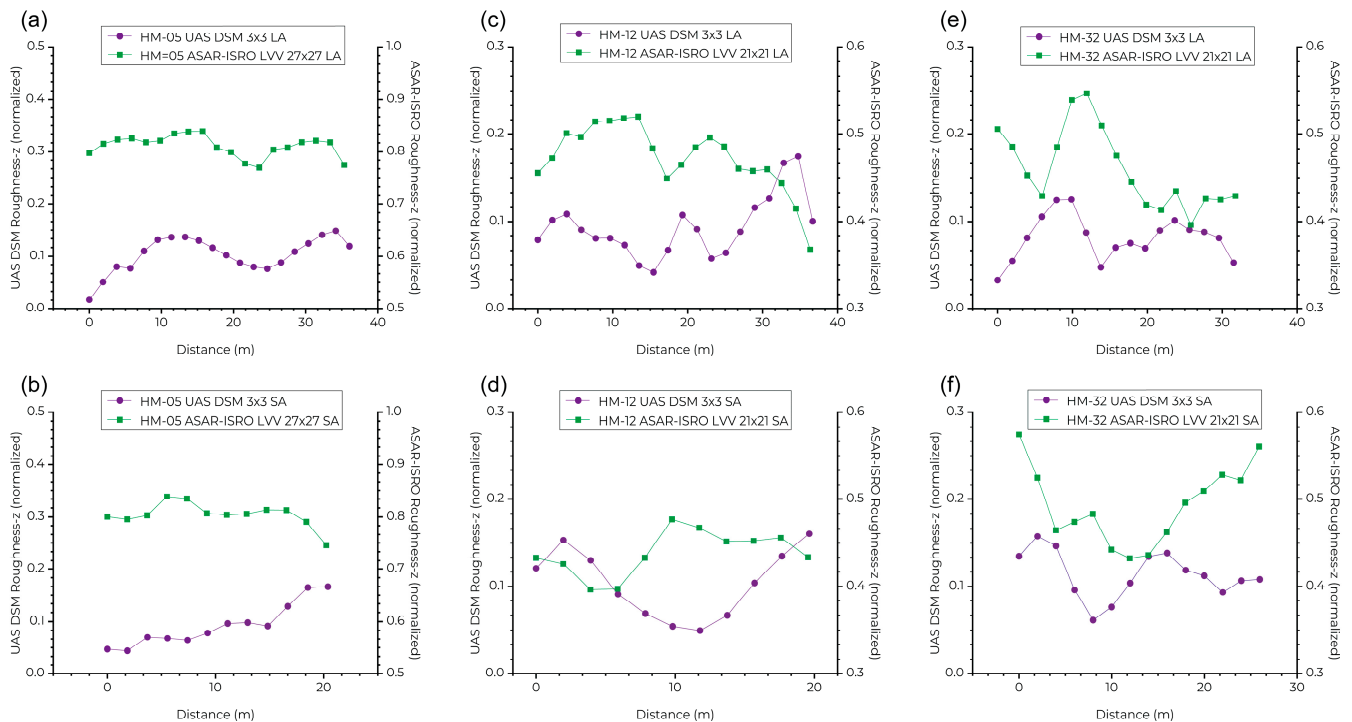 (a)
HM-05 UAS DSM 3x3 LA
HM=05 ASAR-ISRO LVV 27x27 LA
UAS DSM Roughness-z (normalized)
0.5
0.4
0.3
0.2
0.1
0.0
1.0
0.9
0.8
0.7
0.6
0.5
ASAR-ISRO Roughness-z (normalized)
0 10 20 30 40
Distance (m)
(c)
HM-12 UAS DSM 3x3 LA
HM-12 ASAR-ISRO LVV 21x21 LA
UAS DSM Roughness-z (normalized)
0.3
0.2
0.1
0.0
0.6
0.5
0.4
0.3
ASAR-ISRO Roughness-z (normalized)
0 10 20 30 40
Distance (m)
(e)
HM-32 UAS DSM 3x3 LA
HM-32 ASAR-ISRO LVV 21x21 LA
UAS DSM Roughness-z (normalized)
0.3
0.2
0.1
0.0
0.6
0.5
0.4
0.3
ASAR-ISRO Roughness-z (normalized)
0 10 20 30 40
Distance (m)
(b)
HM-05 UAS DSM 3x3 SA
HM-05 ASAR-ISRO LVV 27x27 SA
UAS DSM Roughness-z (normalized)
0.5
0.4
0.3
0.2
0.1
0.0
1.0
0.9
0.8
0.7
0.6
0.5
ASAR-ISRO Roughness-z (normalized)
0 10 20
Distance (m)
(d)
HM-12 UAS DSM 3x3 SA
HM-12 ASAR-ISRO LVV 21x21 SA
UAS DSM Roughness-z (normalized)
0.3
0.2
0.1
0.0
0.6
0.5
0.4
0.3
ASAR-ISRO Roughness-z (normalized)
0 10 20
Distance (m)
(f)
HM-32 UAS DSM 3x3 SA
HM-32 ASAR-ISRO LVV 21x21 SA
UAS DSM Roughness-z (normalized)
0.3
0.2
0.1
0.0
0.6
0.5
0.4
0.3
ASAR-ISRO Roughness-z (normalized)
0 10 20 30
Distance (m)